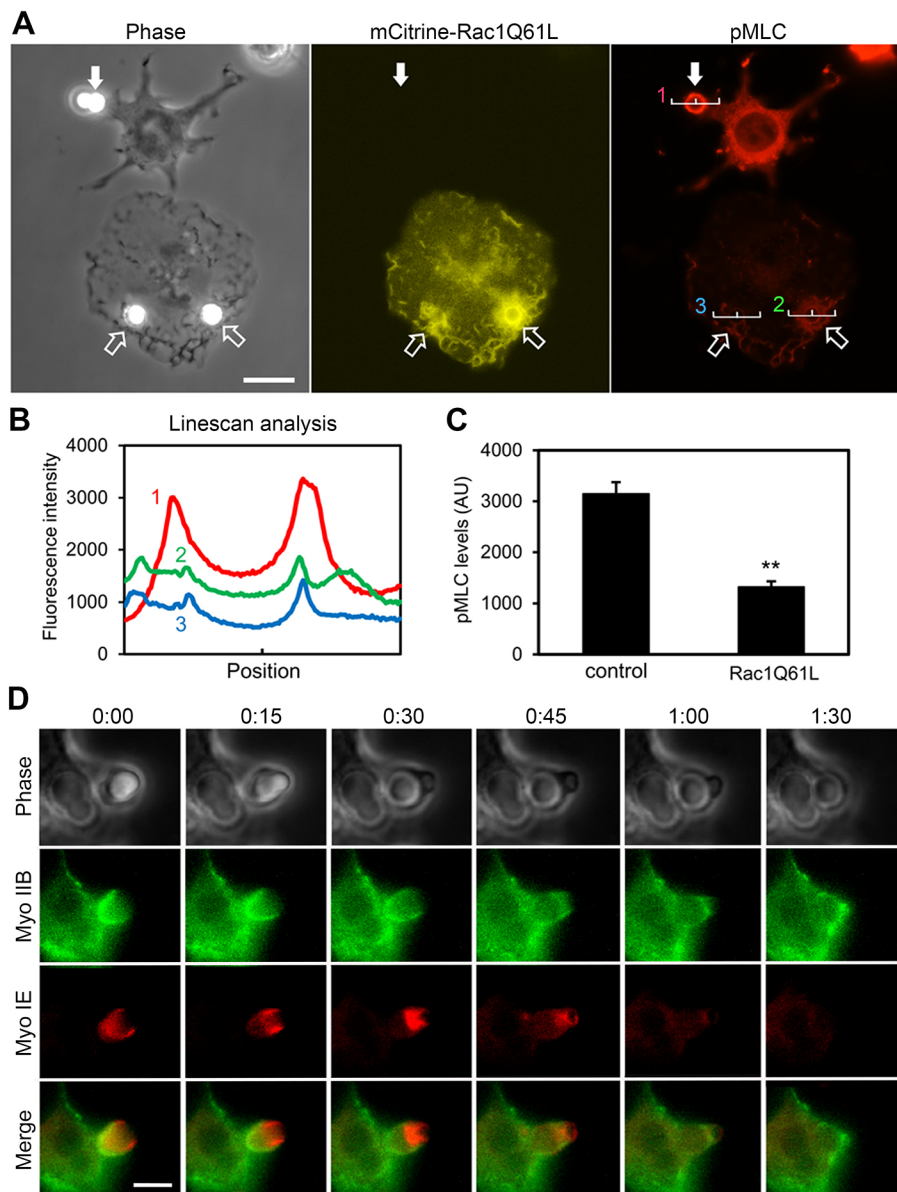 A
Phase
mCitrine-Rac1Q61L
pMLC
1
3
2
B
Linescan analysis
Fluorescence intensity
4000
3000
2000
1000
0
1
2
3
Position
C
pMLC levels (AU)
4000
3000
2000
1000
0
**
control
Rac1Q61L
D
0:00 0:15 0:30 0:45 1:00 1:30
Phase
Myo IIB
Myo IE
Merge